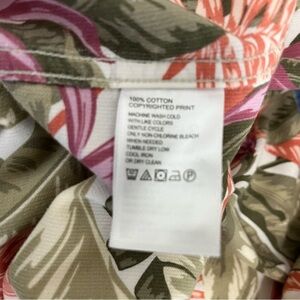 100% COTTON
COPYRIGHTED PRINT
MACHINE WASH COLD
WITH LIKE COLORS
GENTLE CYCLE
ONLY NON-CHLORINE BLEACH
WHEN NEEDED
TUMBLE DRY LOW
COOL IRON
OR DRY CLEAN